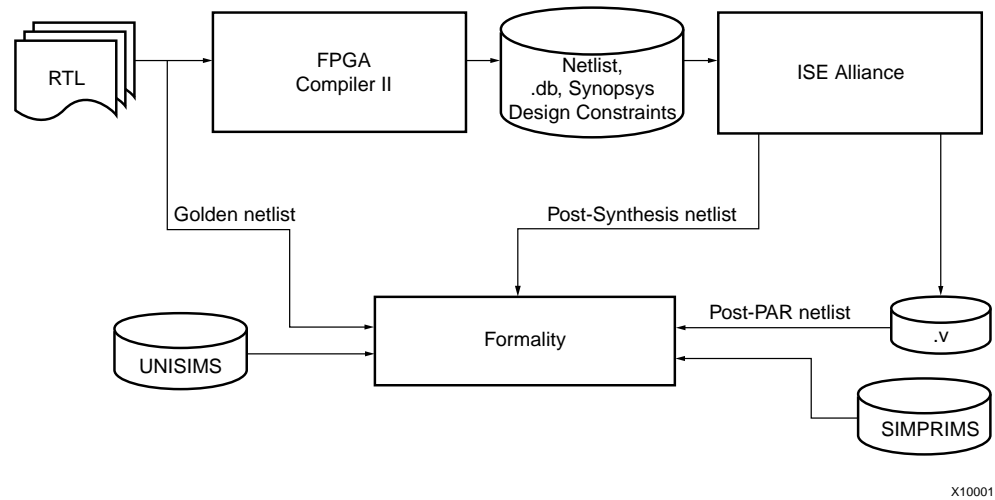 RTL
FPGA
Compiler II
Netlist,
.db, Synopsys
Design Constraints
ISE Alliance
Golden netlist
Post-Synthesis netlist
UNISIMS
Formality
Post-PAR netlist
.v
SIMPRIMS
X10001